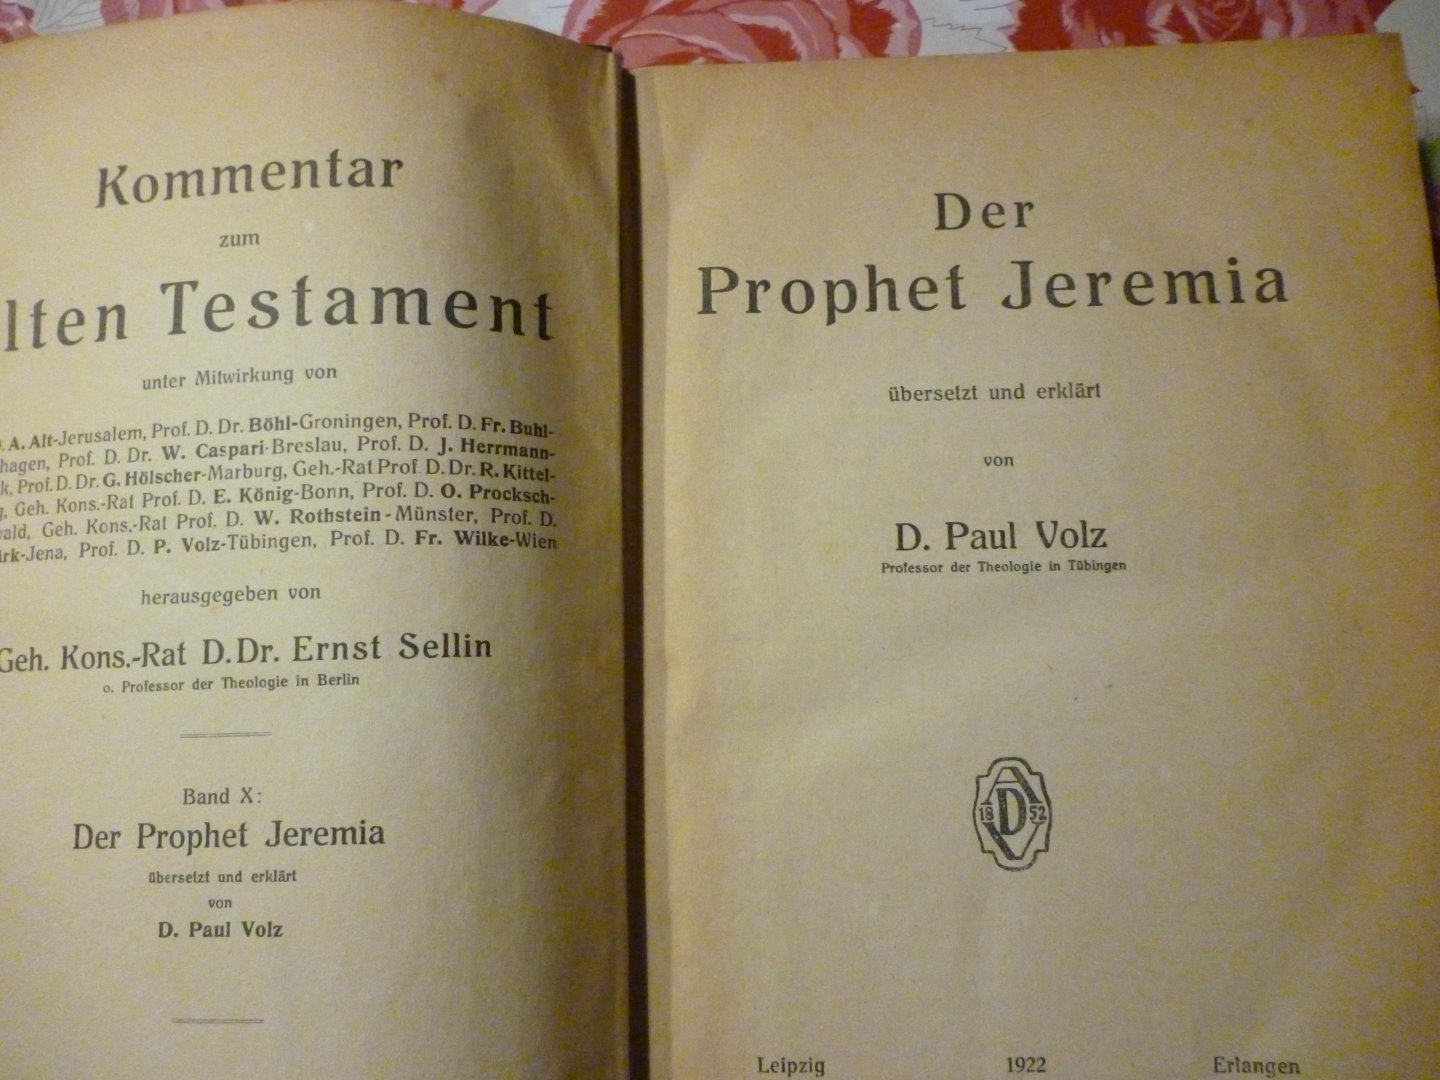 Kommentar
zum
lten Testament
unter Mitwirkung von
. A. Alt-Jerusalem, Prof. D. Dr. Böhl-Groningen, Prof. D. Fr. Buhl-
hagen, Prof. D. Dr. W. Caspari-Breslau, Prof. D. J. Herrmann-
k, Prof. D. Dr. G. Hölscher-Marburg, Geh.-Rat Prof. D. Dr. R. Kittel-
g, Geh. Kons.-Rat Prof. D. E. König-Bonn, Prof. D. O. Procksch-
wald, Geh. Kons.-Rat Prof. D. W. Rothstein-Münster, Prof. D.
rk-Jena, Prof. D. P. Volz-Tübingen, Prof. D. Fr. Wilke-Wien
herausgegeben von
Geh. Kons.-Rat D. Dr. Ernst Sellin
o. Professor der Theologie in Berlin
Band X:
Der Prophet Jeremia
übersetzt und erklärt
von
D. Paul Volz
Der
Prophet Jeremia
übersetzt und erklärt
von
D. Paul Volz
Professor der Theologie in Tübingen
18 D 52
Leipzig 1922 Erlangen